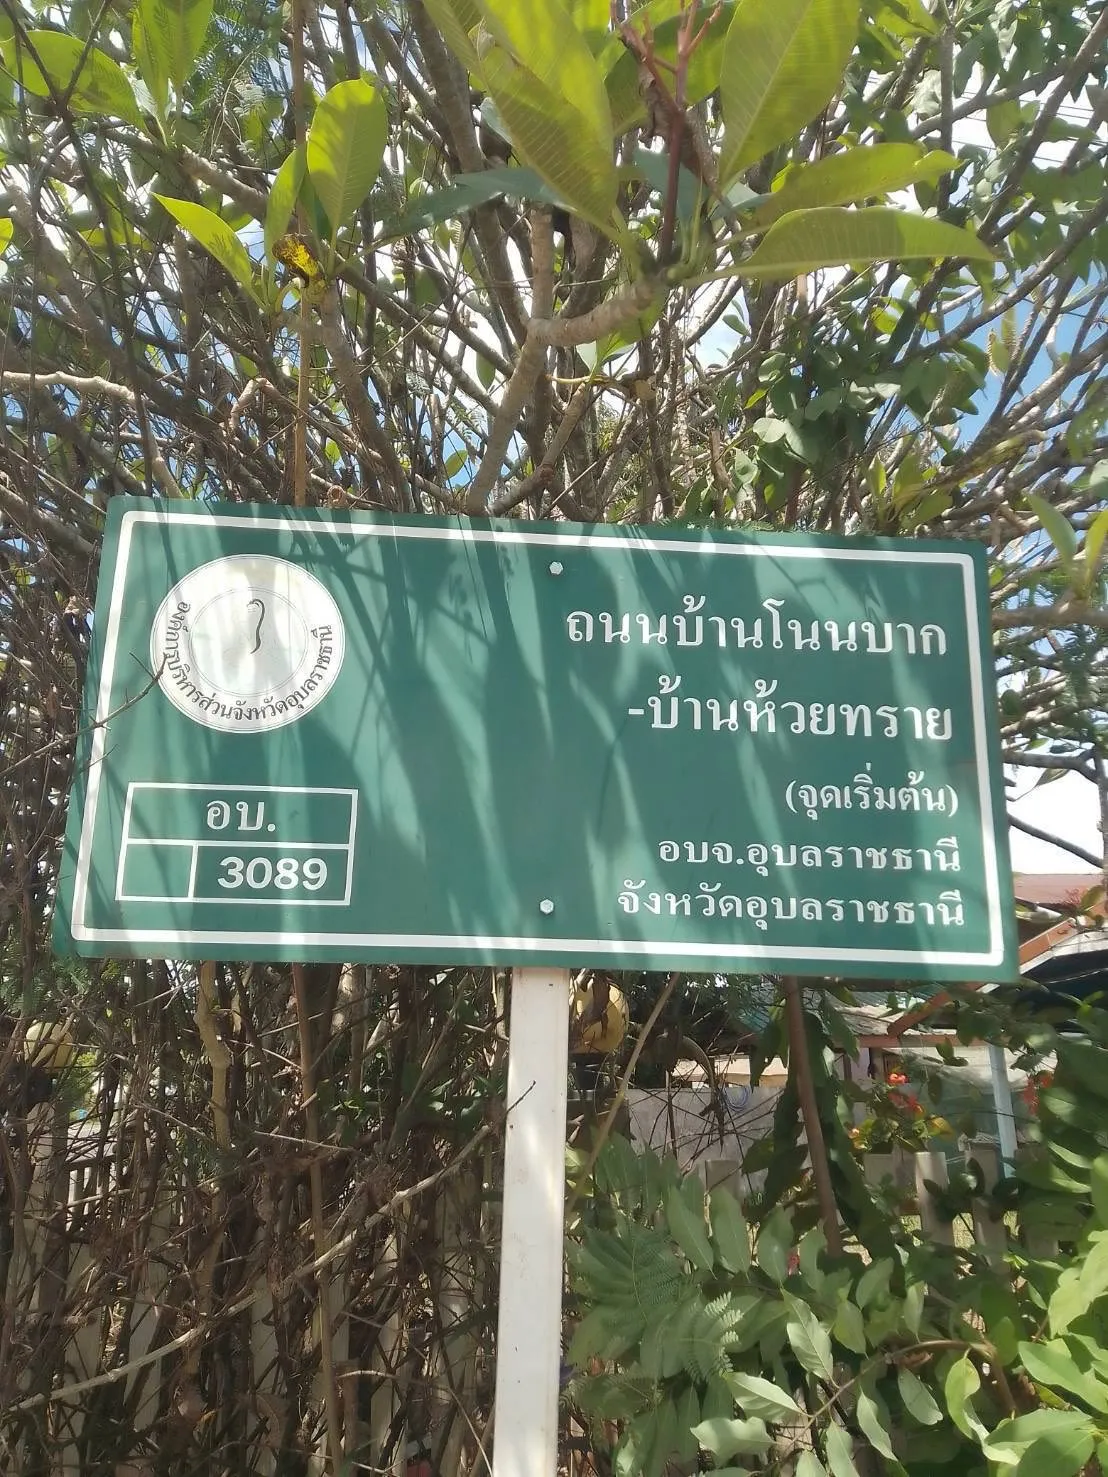 องค์การบริหารส่วนจังหวัดอุบลราชธานี
ถนนบ้านโนนบาก
-บ้านห้วยทราย
(จุดเริ่มต้น)
อบจ.อุบลราชธานี
จังหวัดอุบลราชธานี
อบ.
3089